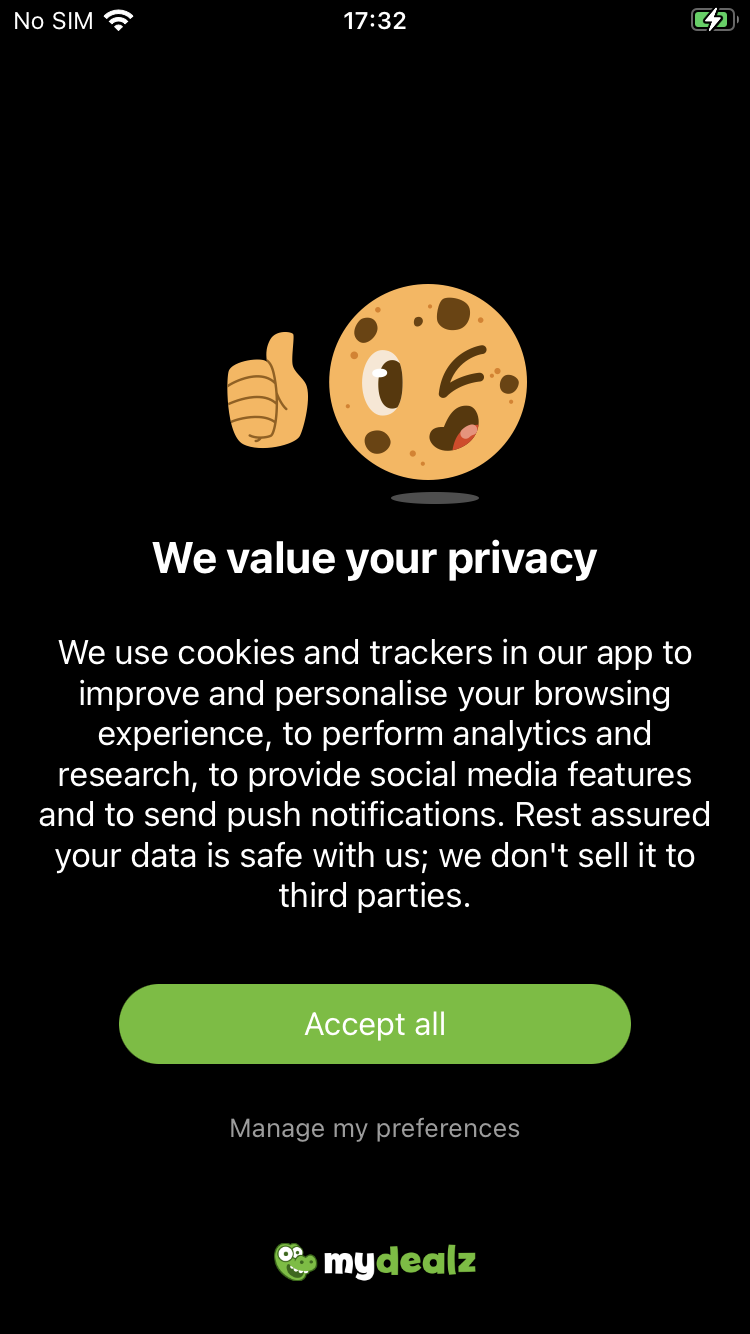 No SIM 17:32
We value your privacy
We use cookies and trackers in our app to
improve and personalise your browsing
experience, to perform analytics and
research, to provide social media features
and to send push notifications. Rest assured
your data is safe with us; we don't sell it to
third parties.
Accept all
Manage my preferences
mydealz